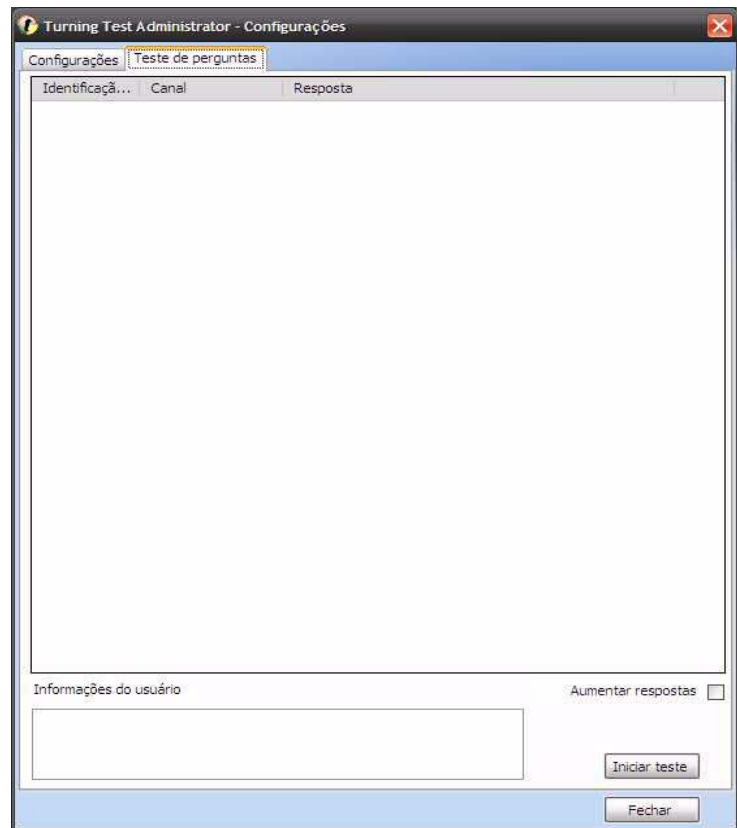 Turning Test Administrator - Configurações
Configurações Teste de perguntas
Identificaçã... Canal Resposta
Informações do usuário Aumentar respostas
Iniciar teste
Fechar